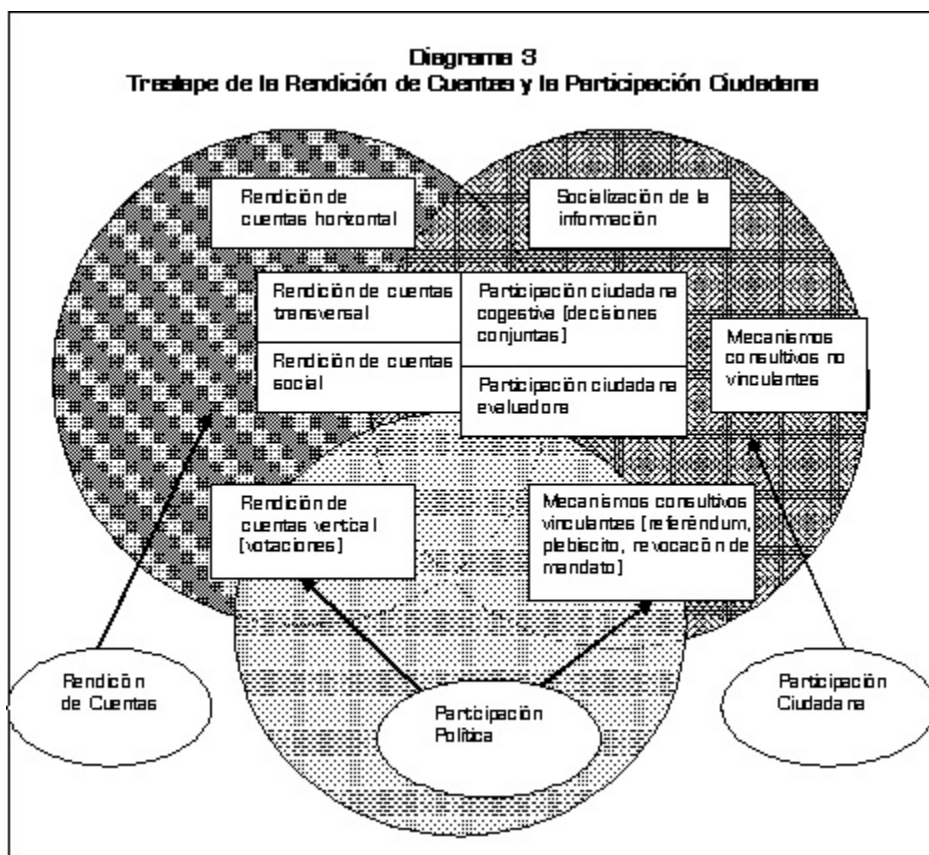 Diagrama 3
Traslape de la Rendición de Cuentas y la Participación Ciudadana
Rendición de
cuentas horizontal
Socialización de la
información
Rendición de cuentas
transversal
Participación ciudadana
cogestiva [decisiones
conjuntas]
Mecanismos
consultivos no
vinculantes
Rendición de cuentas
social
Participación ciudadana
evaluadora
Rendición de
cuentas vertical
[votaciones]
Mecanismos consultivos
vinculantes [referéndum,
plebiscito, revocación de
mandato]
Rendición
de Cuentas
Participación
Política
Participación
Ciudadana